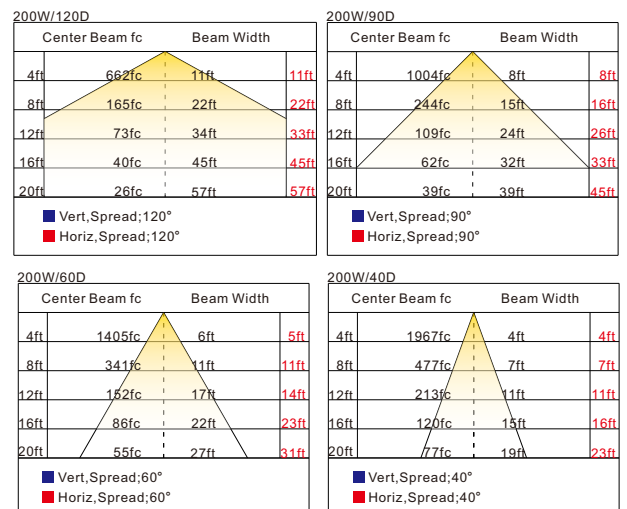 200W/120D
Center Beam fc Beam Width
4ft 662fc 11ft 11ft
8ft 165fc 22ft 22ft
12ft 73fc 34ft 33ft
16ft 40fc 45ft 45ft
20ft 26fc 57ft 57ft
Vert,Spread;120°
Horiz,Spread;120°
200W/90D
Center Beam fc Beam Width
4ft 1004fc 8ft 8ft
8ft 244fc 15ft 16ft
12ft 109fc 24ft 26ft
16ft 62fc 32ft 33ft
20ft 39fc 39ft 45ft
Vert,Spread;90°
Horiz,Spread;90°
200W/60D
Center Beam fc Beam Width
4ft 1405fc 6ft 5ft
8ft 341fc 11ft 11ft
12ft 152fc 17ft 14ft
16ft 86fc 22ft 23ft
20ft 55fc 27ft 31ft
Vert,Spread;60°
Horiz,Spread;60°
200W/40D
Center Beam fc Beam Width
4ft 1967fc 4ft 4ft
8ft 477fc 7ft 7ft
12ft 213fc 11ft 11ft
16ft 120fc 15ft 16ft
20ft 77fc 19ft 23ft
Vert,Spread;40°
Horiz,Spread;40°